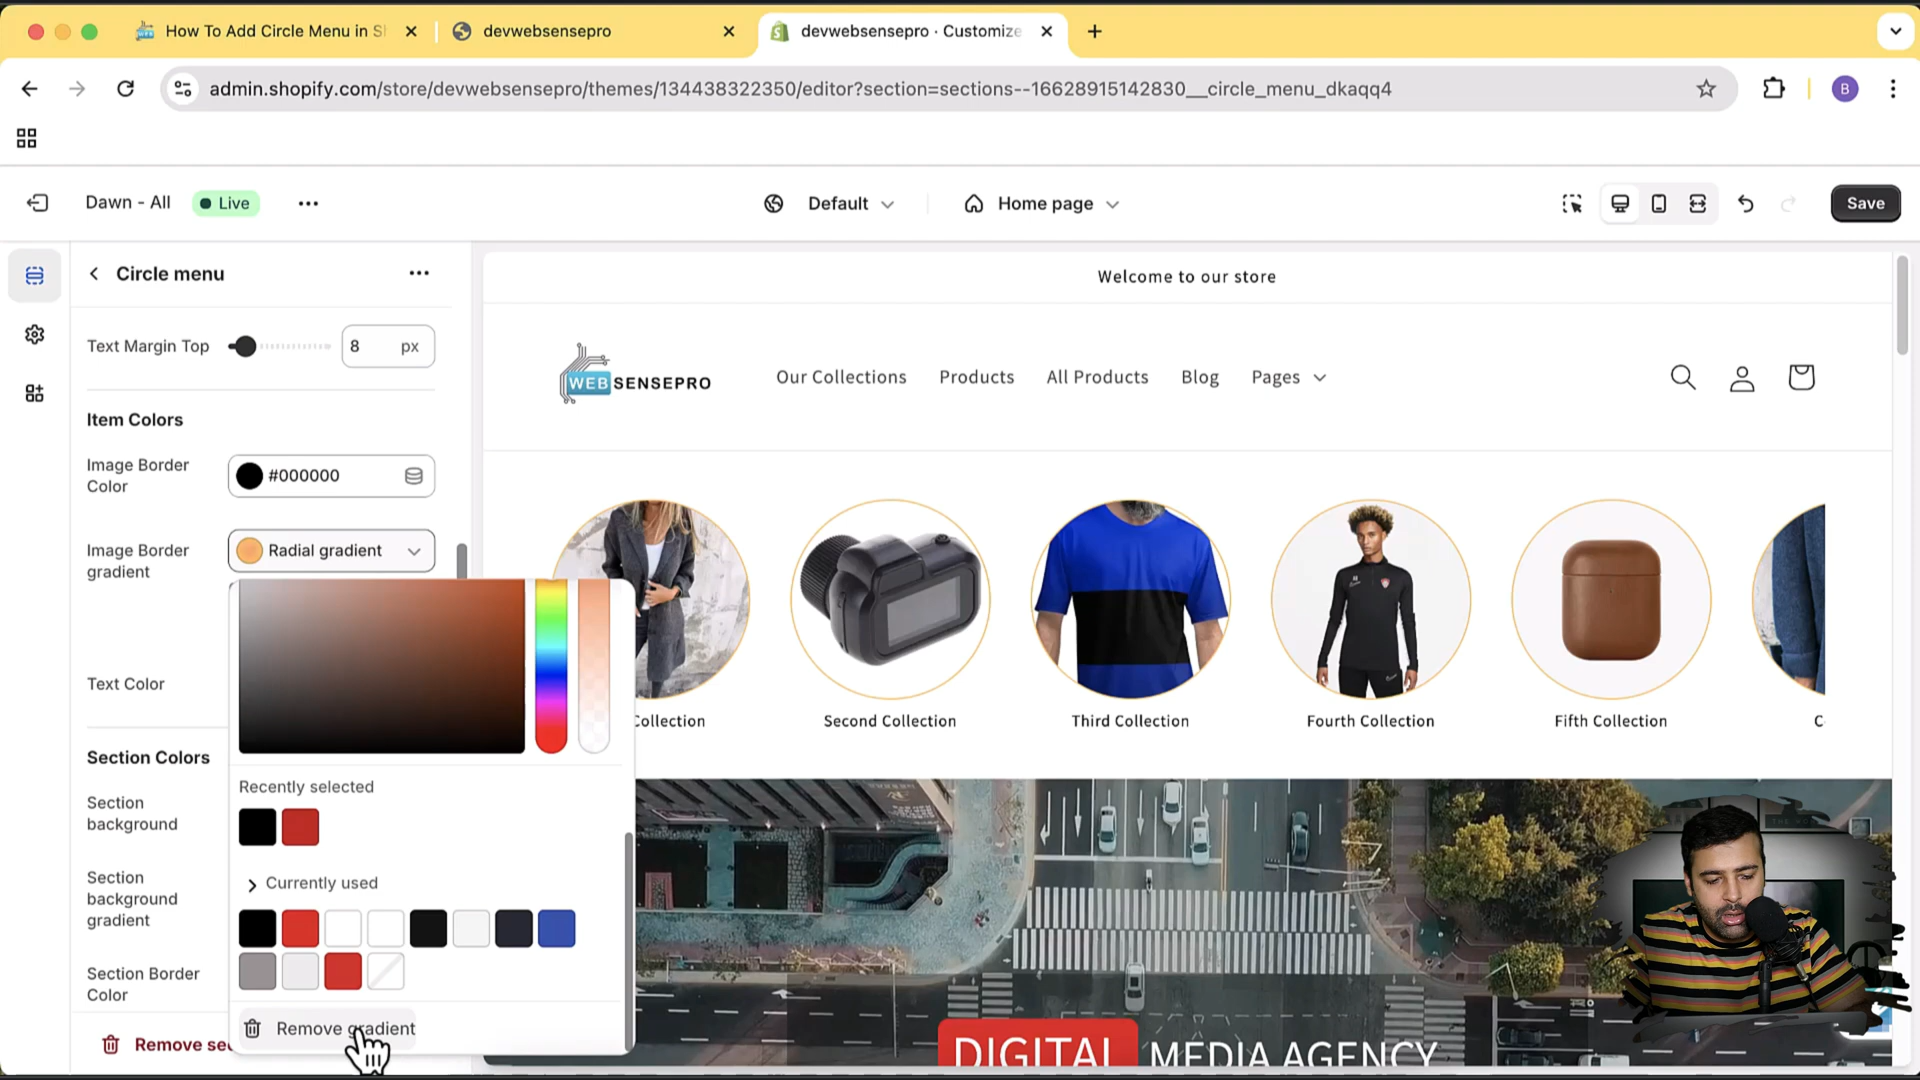 How To Add Circle Menu in S
devwebsensepro
devwebsensepro · Customize
admin.shopify.com/store/devwebsensepro/themes/134438322350/editor?section=sections--16628915142830__circle_menu_dkaqq4
B
Dawn - All
Live
Default
Home page
Save
Circle menu
Text Margin Top
8 px
Item Colors
Image Border
Color
#000000
Image Border
gradient
Radial gradient
Text Color
Section Colors
Section
background
Section
background
gradient
Section Border
Color
Remove sec
Recently selected
Currently used
Remove gradient
Welcome to our store
WEBSENSEPRO
Our Collections
Products
All Products
Blog
Pages
Collection
Second Collection
Third Collection
Fourth Collection
Fifth Collection
C
DIGITAL MEDIA AGENCY